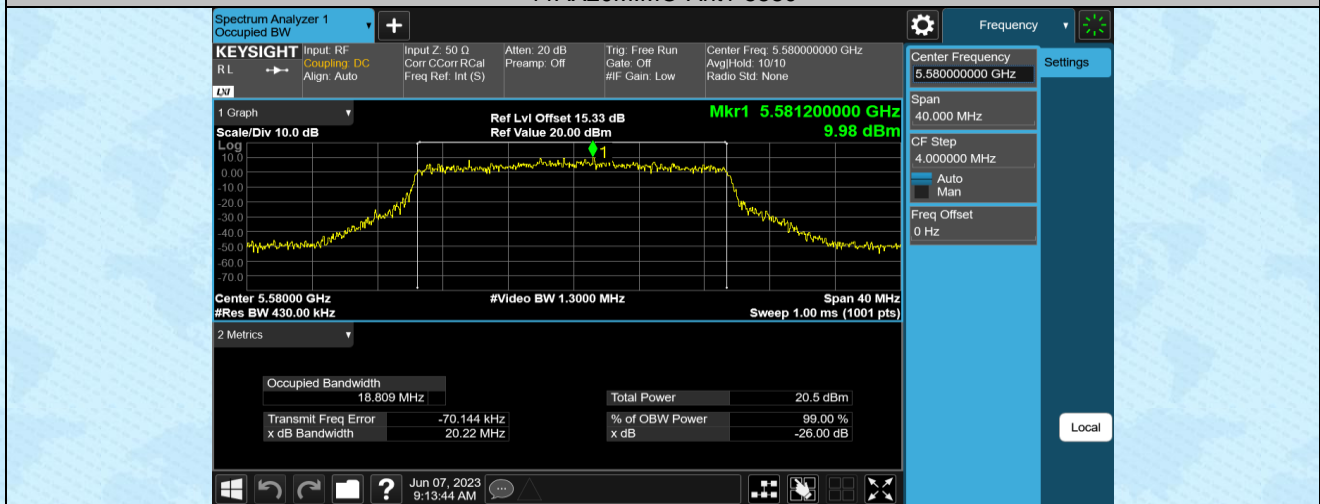 Spectrum Analyzer 1
Occupied BW
Frequency
KEYSIGHT
R L
LXI
Input: RF
Coupling: DC
Align: Auto
Input Z: 50 Ω
Corr CCorr RCal
Freq Ref: Int (S)
Atten: 20 dB
Preamp: Off
Trig: Free Run
Gate: Off
#IF Gain: Low
Center Freq: 5.580000000 GHz
Avg|Hold: 10/10
Radio Std: None
Center Frequency
5.580000000 GHz
Settings
Span
40.000 MHz
CF Step
4.000000 MHz
Auto
Man
Freq Offset
0 Hz
1 Graph
Scale/Div 10.0 dB
Ref Lvl Offset 15.33 dB
Ref Value 20.00 dBm
Mkr1 5.581200000 GHz
9.98 dBm
Log
10.0
0.00
-10.0
-20.0
-30.0
-40.0
-50.0
-60.0
-70.0
1
Center 5.58000 GHz
#Video BW 1.3000 MHz
Span 40 MHz
#Res BW 430.00 kHz
Sweep 1.00 ms (1001 pts)
2 Metrics
Occupied Bandwidth
18.809 MHz
Total Power 20.5 dBm
Transmit Freq Error -70.144 kHz
% of OBW Power 99.00 %
x dB Bandwidth 20.22 MHz
x dB -26.00 dB
Local
?
Jun 07, 2023
9:13:44 AM